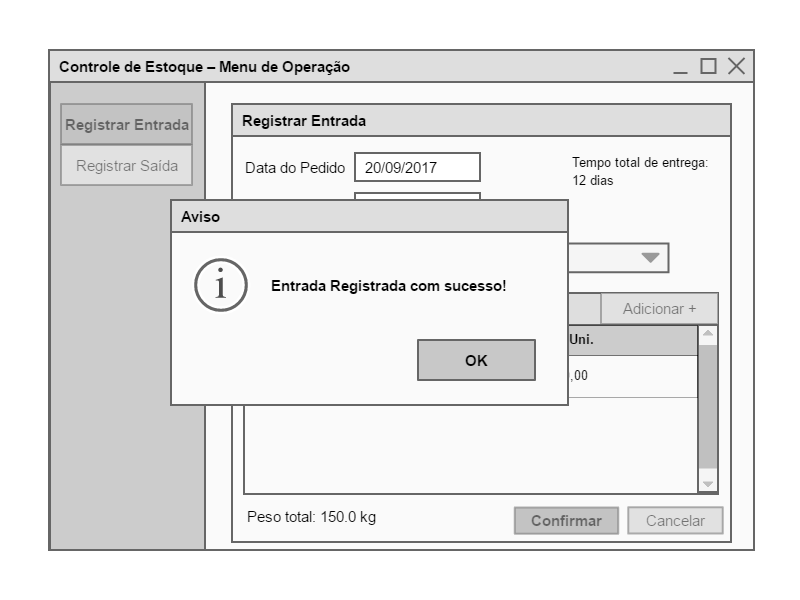 Controle de Estoque – Menu de Operação
Registrar Entrada
Registrar Saída
Registrar Entrada
Data do Pedido
20/09/2017
Tempo total de entrega:
12 dias
Aviso
i
Entrada Registrada com sucesso!
OK
Adicionar +
Uni.
,00
Peso total: 150.0 kg
Confirmar
Cancelar